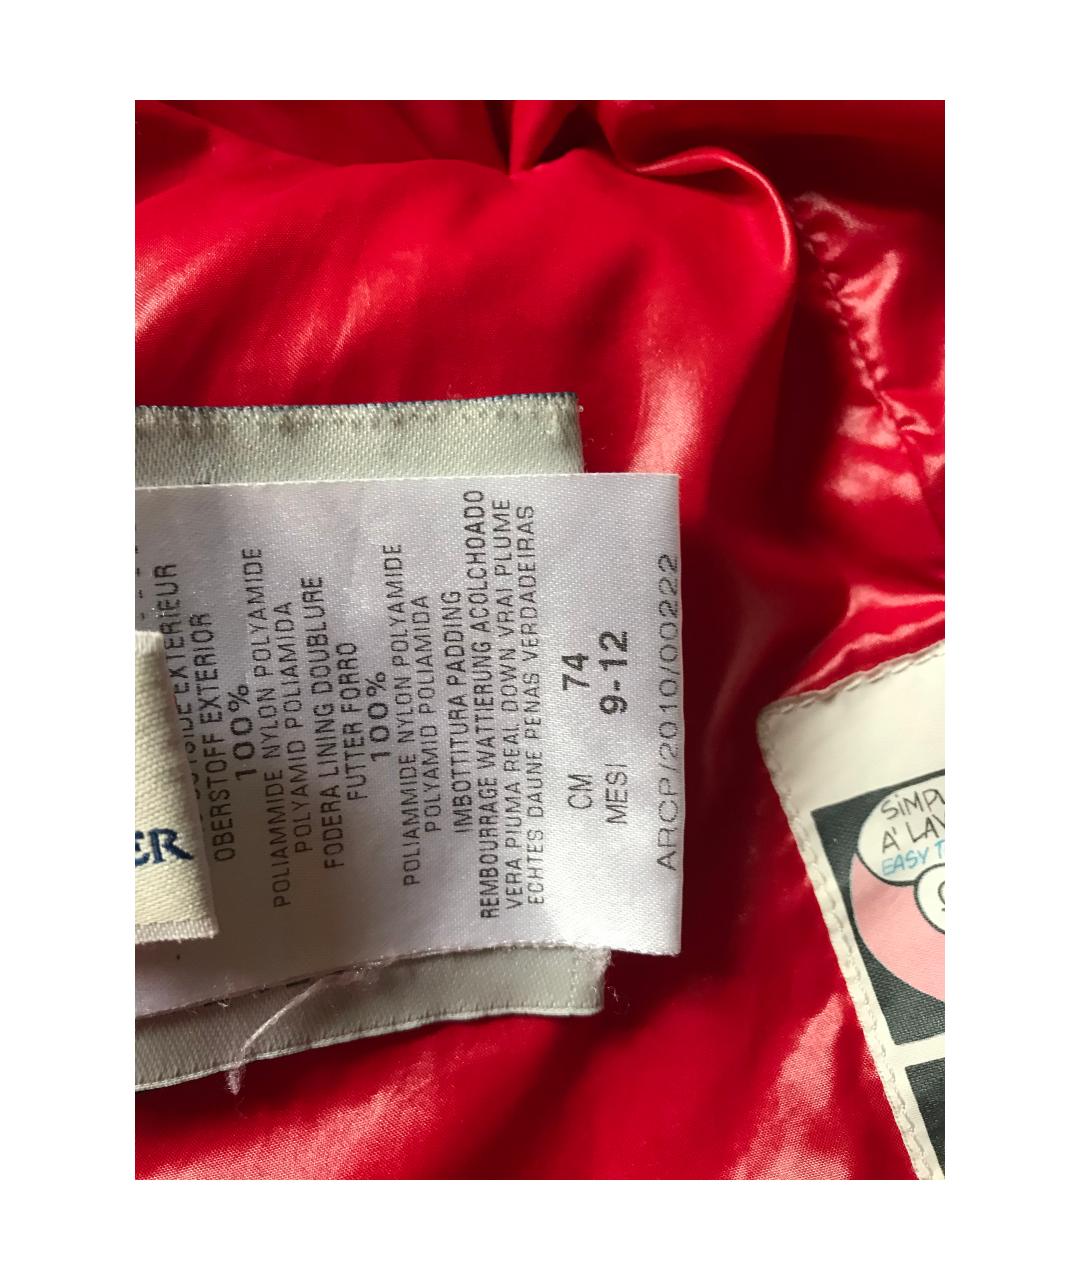 EXTERIEUR
OBERSTOFF EXTERIOR
100%
POLIAMMIDE NYLON POLYAMIDE
POLYAMID POLIAMIDA
FODERA LINING DOUBLURE
FUTTER FORRO
100%
POLIAMMIDE NYLON POLYAMIDE
POLYAMID POLIAMIDA
IMBOTTITURA PADDING
REMBOURRAGE WATTIERUNG ACOLCHOADO
VERA PIUMA REAL DOWN VRAI PLUME
ECHTES DAUNE PENAS VERDADEIRAS
CM 74
MESI 9-12
ARCP/2010/00222
ER
SIMPL
A' LAV
EASY T